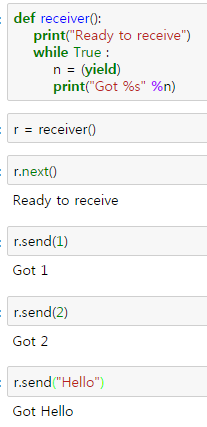 def receiver():
print("Ready to receive")
while True :
n = (yield)
print("Got %s" %n)
r = receiver()
r.next()
Ready to receive
r.send(1)
Got 1
r.send(2)
Got 2
r.send("Hello")
Got Hello